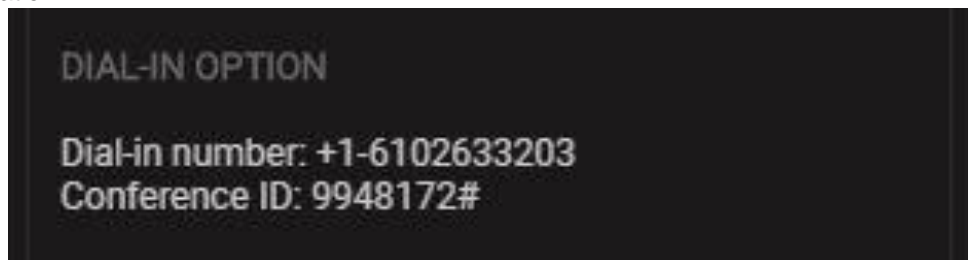 DIAL-IN OPTION
Dial-in number: +1-6102633203
Conference ID: 9948172#